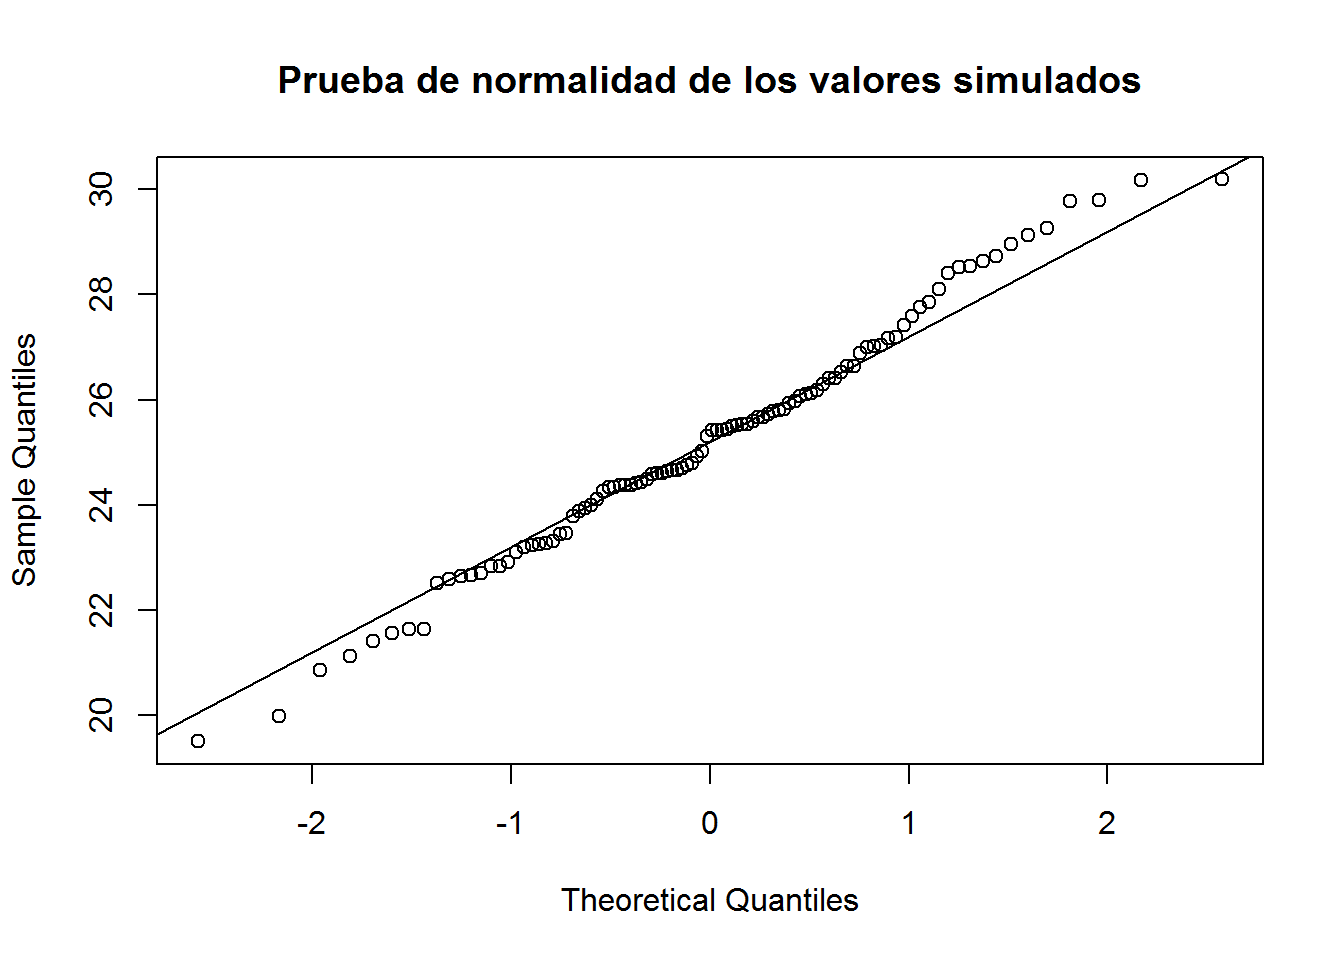 Prueba de normalidad de los valores simulados
30
28
26
24
22
20
Sample Quantiles
-2 -1 0 1 2
Theoretical Quantiles